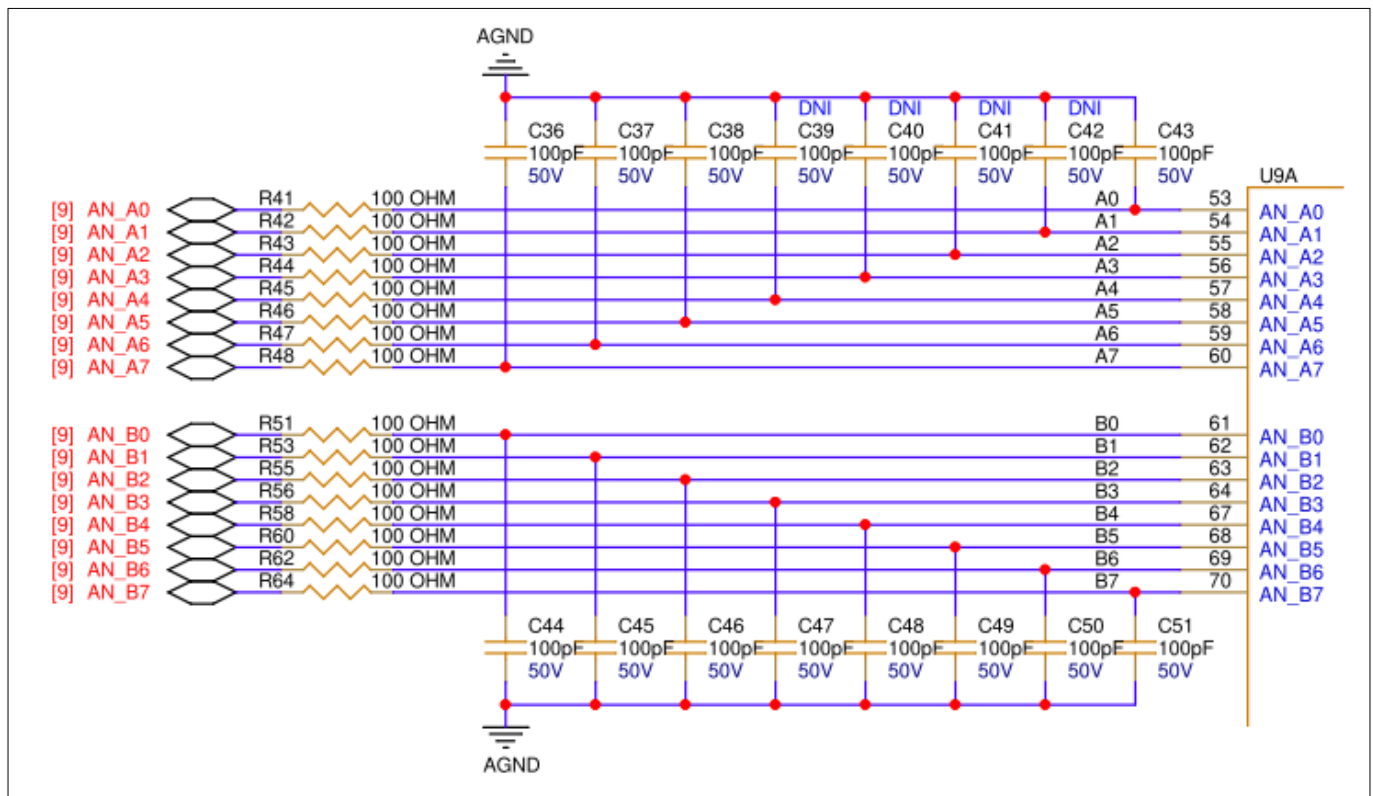 AGND
DNI DNI DNI DNI
C36 C37 C38 C39 C40 C41 C42 C43
100pF 100pF 100pF 100pF 100pF 100pF 100pF 100pF
50V 50V 50V 50V 50V 50V 50V 50V
U9A
[9] AN_A0 R41 100 OHM A0 53 AN_A0
[9] AN_A1 R42 100 OHM A1 54 AN_A1
[9] AN_A2 R43 100 OHM A2 55 AN_A2
[9] AN_A3 R44 100 OHM A3 56 AN_A3
[9] AN_A4 R45 100 OHM A4 57 AN_A4
[9] AN_A5 R46 100 OHM A5 58 AN_A5
[9] AN_A6 R47 100 OHM A6 59 AN_A6
[9] AN_A7 R48 100 OHM A7 60 AN_A7
[9] AN_B0 R51 100 OHM B0 61 AN_B0
[9] AN_B1 R53 100 OHM B1 62 AN_B1
[9] AN_B2 R55 100 OHM B2 63 AN_B2
[9] AN_B3 R56 100 OHM B3 64 AN_B3
[9] AN_B4 R58 100 OHM B4 67 AN_B4
[9] AN_B5 R60 100 OHM B5 68 AN_B5
[9] AN_B6 R62 100 OHM B6 69 AN_B6
[9] AN_B7 R64 100 OHM B7 70 AN_B7
C44 C45 C46 C47 C48 C49 C50 C51
100pF 100pF 100pF 100pF 100pF 100pF 100pF 100pF
50V 50V 50V 50V 50V 50V 50V 50V
AGND